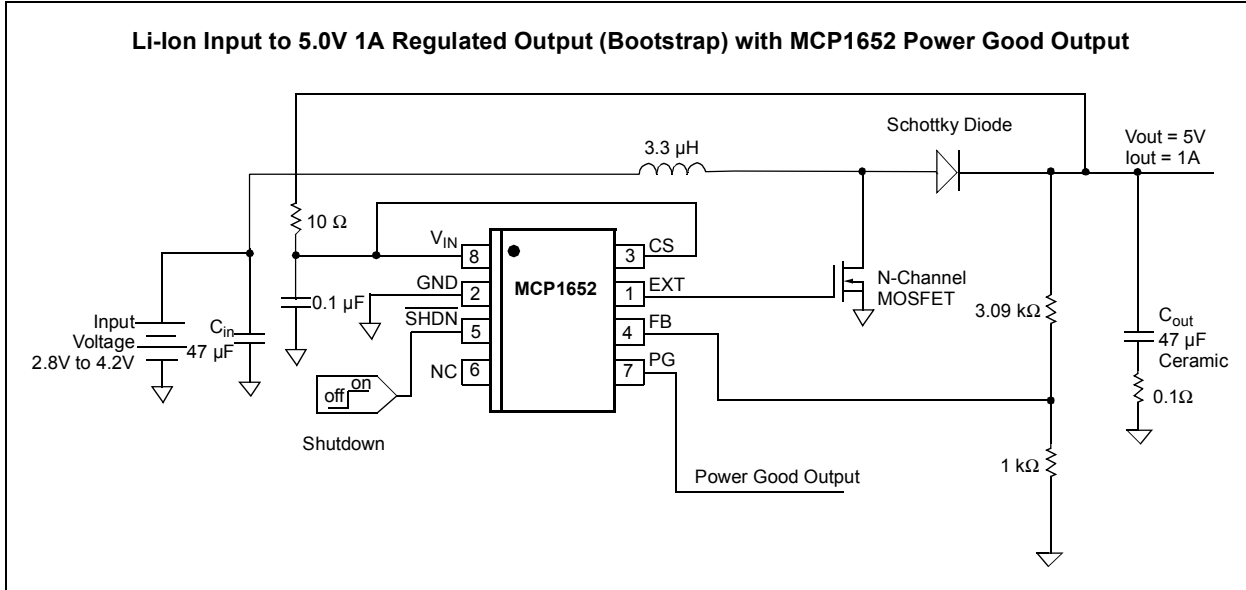 Li-Ion Input to 5.0V 1A Regulated Output (Bootstrap) with MCP1652 Power Good Output
Schottky Diode
Vout = 5V
Iout = 1A
3.3 µH
10 Ω
VIN
8
CS
3
GND
2
MCP1652
EXT
1
N-Channel
MOSFET
0.1 µF
SHDN
5
FB
4
3.09 kΩ
Input
Voltage
2.8V to 4.2V
Cin
47 µF
NC
6
PG
7
Cout
47 µF
Ceramic
0.1Ω
off on
Shutdown
1 kΩ
Power Good Output